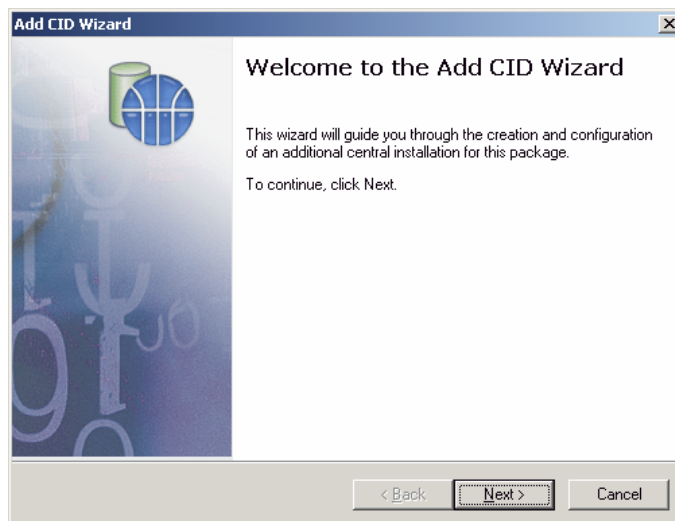 Add CID Wizard
Welcome to the Add CID Wizard
This wizard will guide you through the creation and configuration
of an additional central installation for this package.
To continue, click Next.
< Back
Next >
Cancel